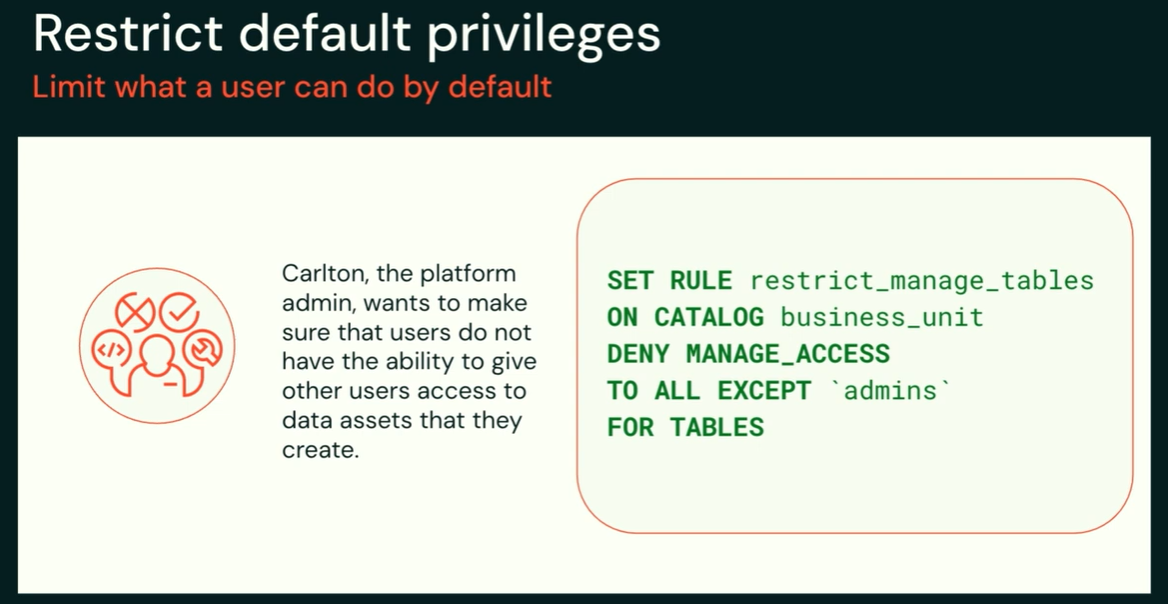 Restrict default privileges
Limit what a user can do by default
Carlton, the platform
admin, wants to make
sure that users do not
have the ability to give
other users access to
data assets that they
create.
SET RULE restrict_manage_tables
ON CATALOG business_unit
DENY MANAGE_ACCESS
TO ALL EXCEPT `admins`
FOR TABLES